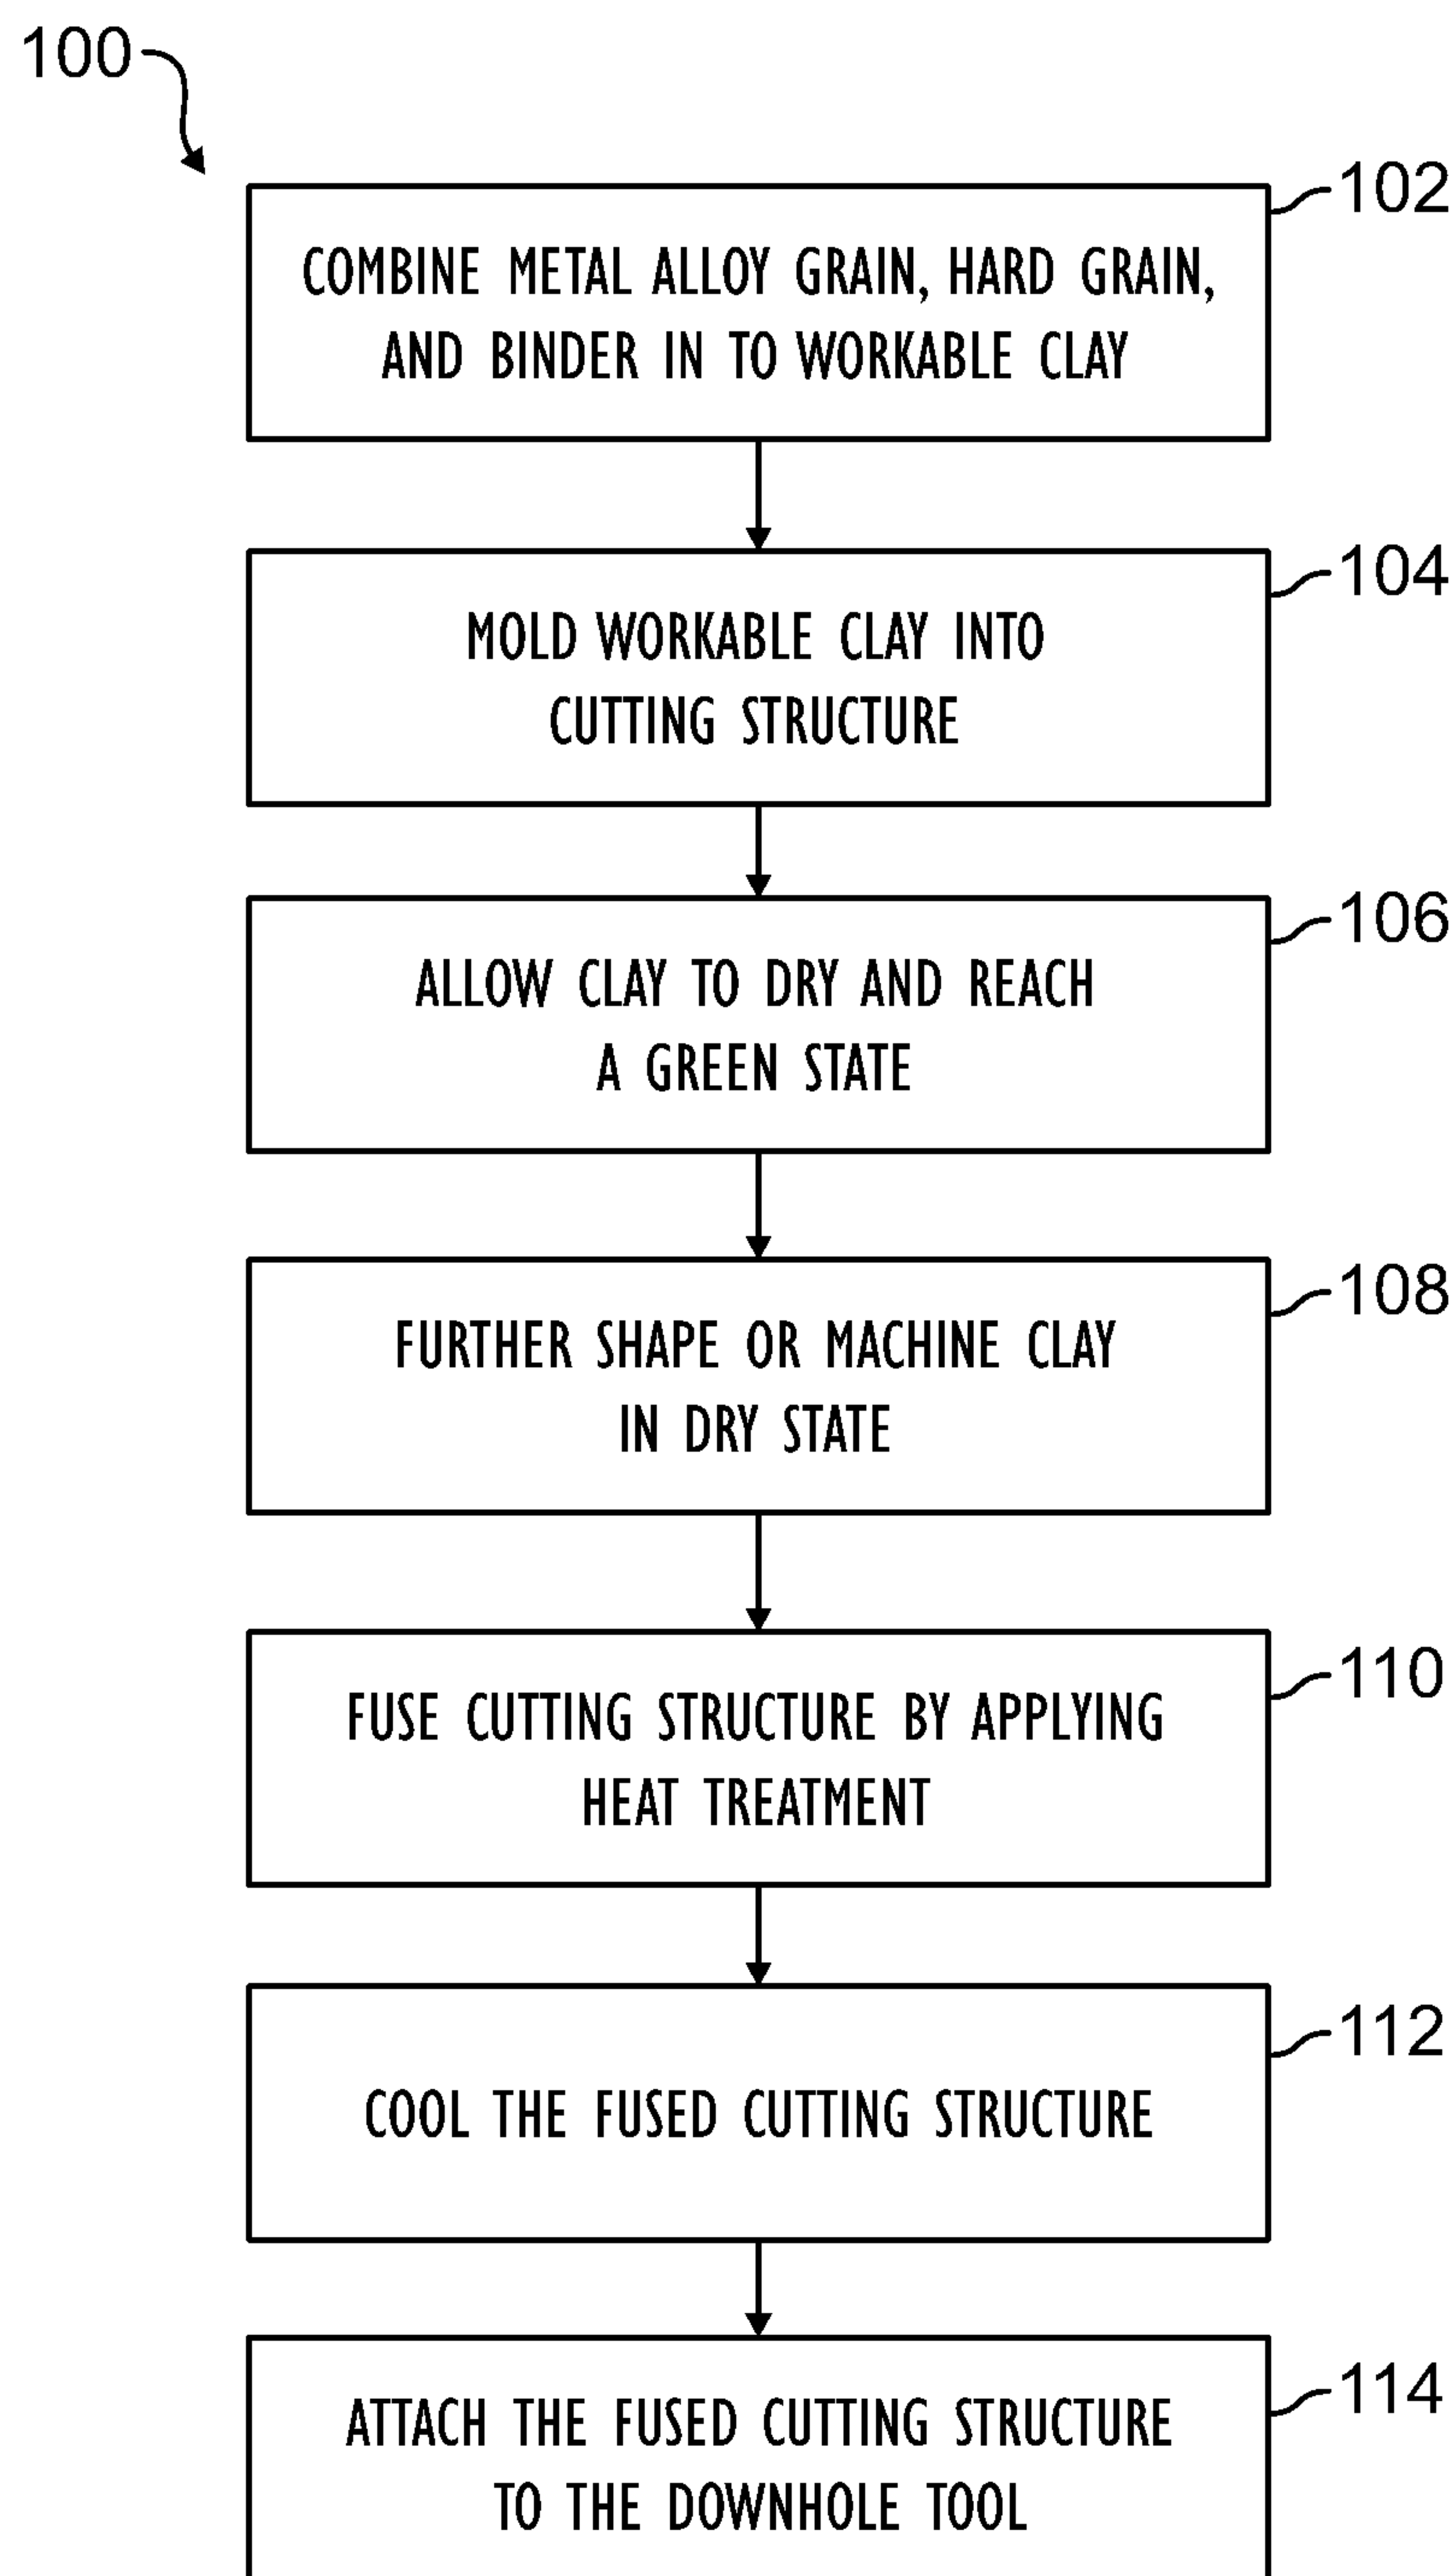 100
102
COMBINE METAL ALLOY GRAIN, HARD GRAIN,
AND BINDER IN TO WORKABLE CLAY
104
MOLD WORKABLE CLAY INTO
CUTTING STRUCTURE
106
ALLOW CLAY TO DRY AND REACH
A GREEN STATE
108
FURTHER SHAPE OR MACHINE CLAY
IN DRY STATE
110
FUSE CUTTING STRUCTURE BY APPLYING
HEAT TREATMENT
112
COOL THE FUSED CUTTING STRUCTURE
114
ATTACH THE FUSED CUTTING STRUCTURE
TO THE DOWNHOLE TOOL